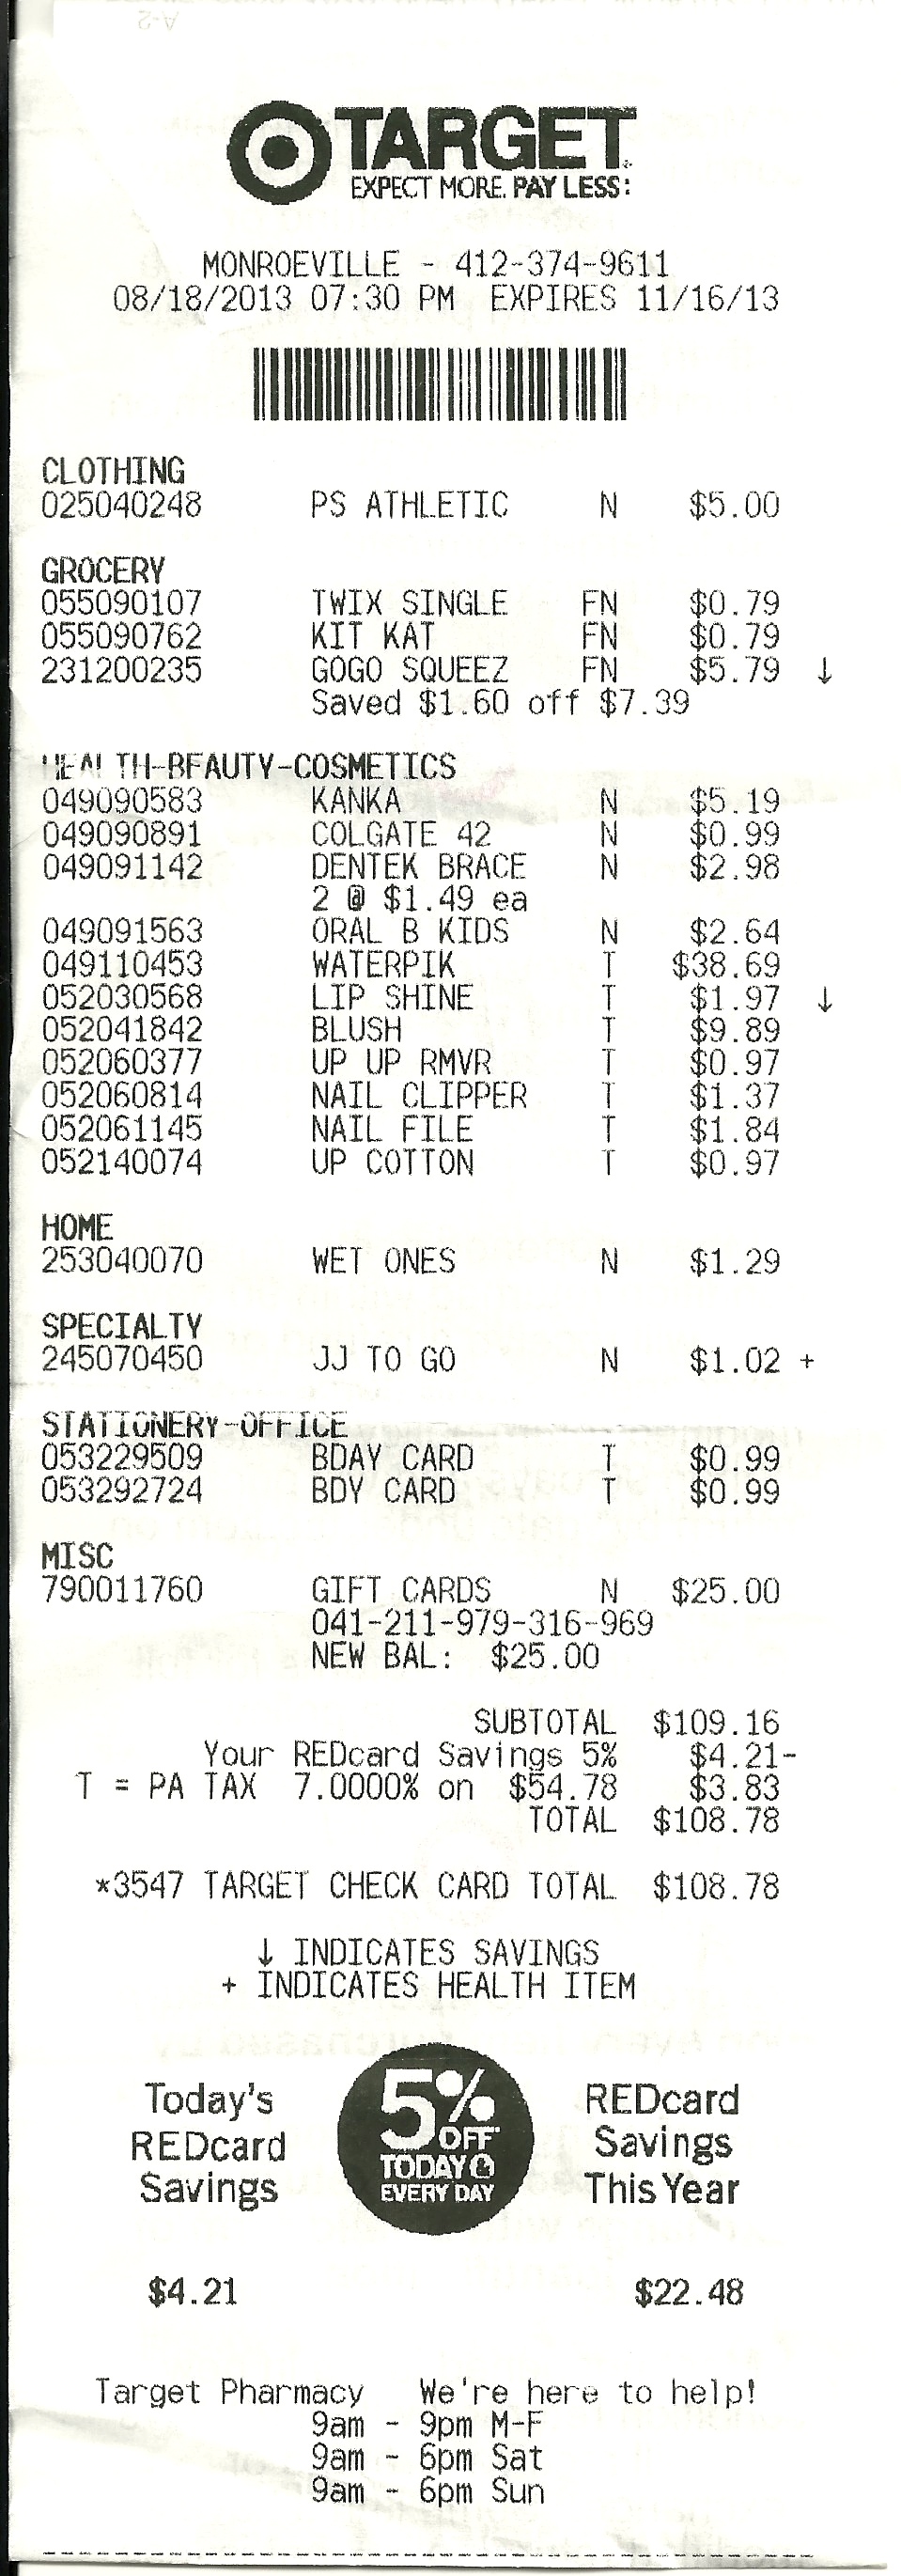 TARGET
EXPECT MORE. PAY LESS.
MONROEVILLE - 412-374-9611
08/18/2013 07:30 PM EXPIRES 11/16/13
CLOTHING
025040248 PS ATHLETIC N $5.00
GROCERY
055090107 TWIX SINGLE FN $0.79
055090762 KIT KAT FN $0.79
231200235 GOGO SQUEEZ FN $5.79 ↓
Saved $1.60 off $7.39
HEALTH-BEAUTY-COSMETICS
049090583 KANKA N $5.19
049090891 COLGATE 42 N $0.99
049091142 DENTEK BRACE N $2.98
2 @ $1.49 ea
049091563 ORAL B KIDS N $2.64
049110453 WATERPIK T $38.69
052030568 LIP SHINE T $1.97 ↓
052041842 BLUSH T $9.89
052060377 UP UP RMVR T $0.97
052060814 NAIL CLIPPER T $1.37
052061145 NAIL FILE T $1.84
052140074 UP COTTON T $0.97
HOME
253040070 WET ONES N $1.29
SPECIALTY
245070450 JJ TO GO N $1.02 +
STATIONERY-OFFICE
053229509 BDAY CARD T $0.99
053292724 BDY CARD T $0.99
MISC
790011760 GIFT CARDS N $25.00
041-211-979-316-969
NEW BAL: $25.00
SUBTOTAL $109.16
Your REDcard Savings 5% $4.21-
T = PA TAX 7.0000% on $54.78 $3.83
TOTAL $108.78
*3547 TARGET CHECK CARD TOTAL $108.78
↓ INDICATES SAVINGS
+ INDICATES HEALTH ITEM
Today's REDcard Savings
5% OFF TODAY & EVERY DAY
REDcard Savings This Year
$4.21 $22.48
Target Pharmacy We're here to help!
9am - 9pm M-F
9am - 6pm Sat
9am - 6pm Sun